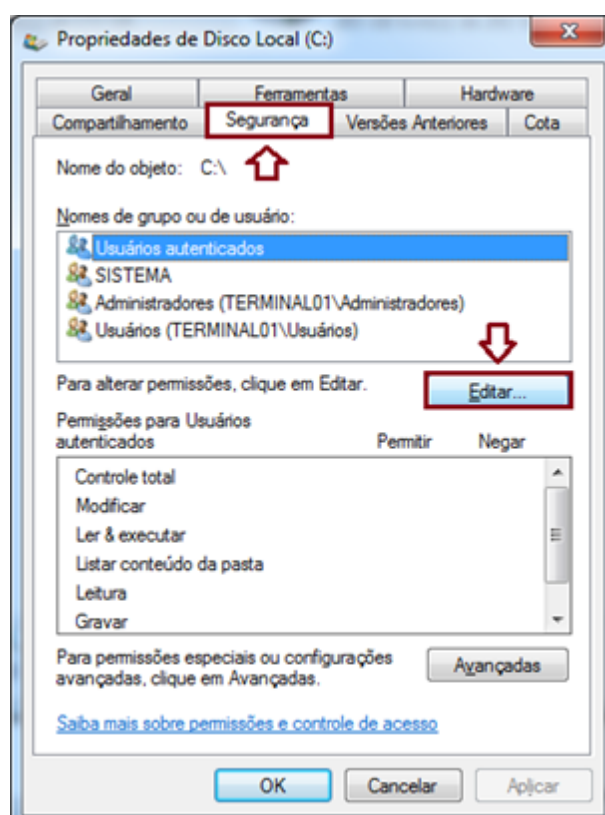 Propriedades de Disco Local (C:)
Geral Ferramentas Hardware
Compartilhamento Segurança Versões Anteriores Cota
Nome do objeto: C:\
Nomes de grupo ou de usuário:
Usuários autenticados
SISTEMA
Administradores (TERMINAL01\Administradores)
Usuários (TERMINAL01\Usuários)
Para alterar permissões, clique em Editar. Editar...
Permissões para Usuários
autenticados Permitir Negar
Controle total
Modificar
Ler & executar
Listar conteúdo da pasta
Leitura
Gravar
Para permissões especiais ou configurações
avançadas, clique em Avançadas. Avançadas
Saiba mais sobre permissões e controle de acesso
OK Cancelar Aplicar